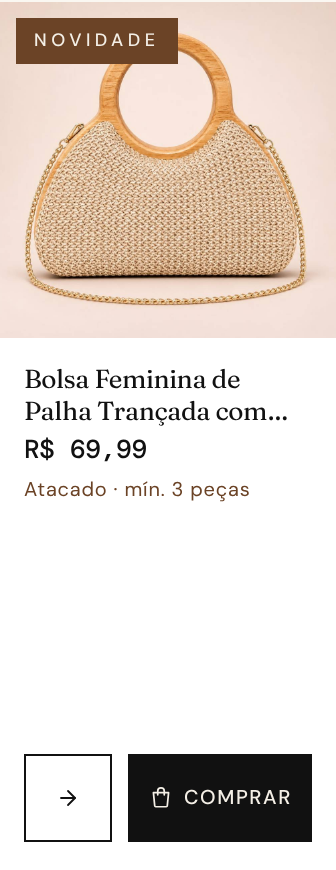 NOVIDADE
Bolsa Feminina de
Palha Trançada com...
R$ 69,99
Atacado · mín. 3 peças
COMPRAR